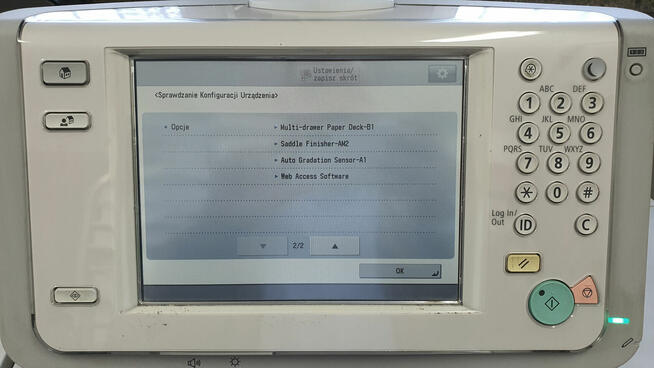 Ustawienia/
zapisz skrót
<Sprawdzanie Konfiguracji Urządzenia>
Opcje
Multi-drawer Paper Deck-B1
Saddle Finisher-AM2
Auto Gradation Sensor-A1
Web Access Software
2/2
OK
ABC DEF
1 2 3
GHI JKL MNO
4 5 6
PQRS TUV WXYZ
7 8 9
* 0 #
Log In/
Out
ID C